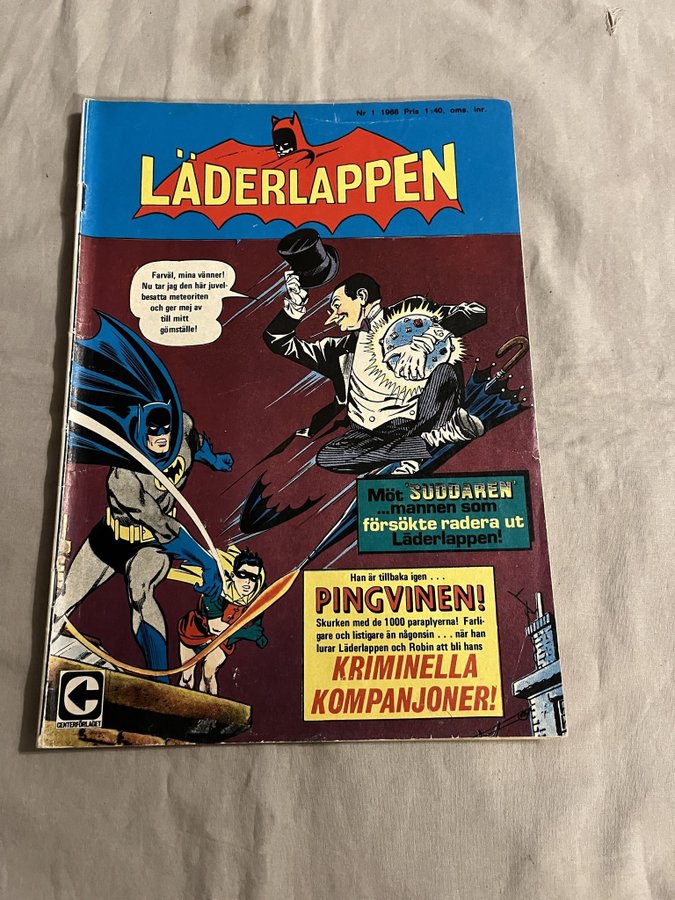 Nr 1 1966 Pris 1:40, oms. inr.
LÄDERLAPPEN
Farväl, mina vänner!
Nu tar jag den här juvel-
besatta meteoriten
och ger mej av
till mitt
gömställe!
Möt 'SUDDAREN'
...mannen som
försökte radera ut
Läderlappen!
Han är tillbaka igen . . .
PINGVINEN!
Skurken med de 1000 paraplyerna! Farli-
gare och listigare än någonsin . . . när han
lurar Läderlappen och Robin att bli hans
KRIMINELLA
KOMPANJONER!
CENTERFÖRLAGET